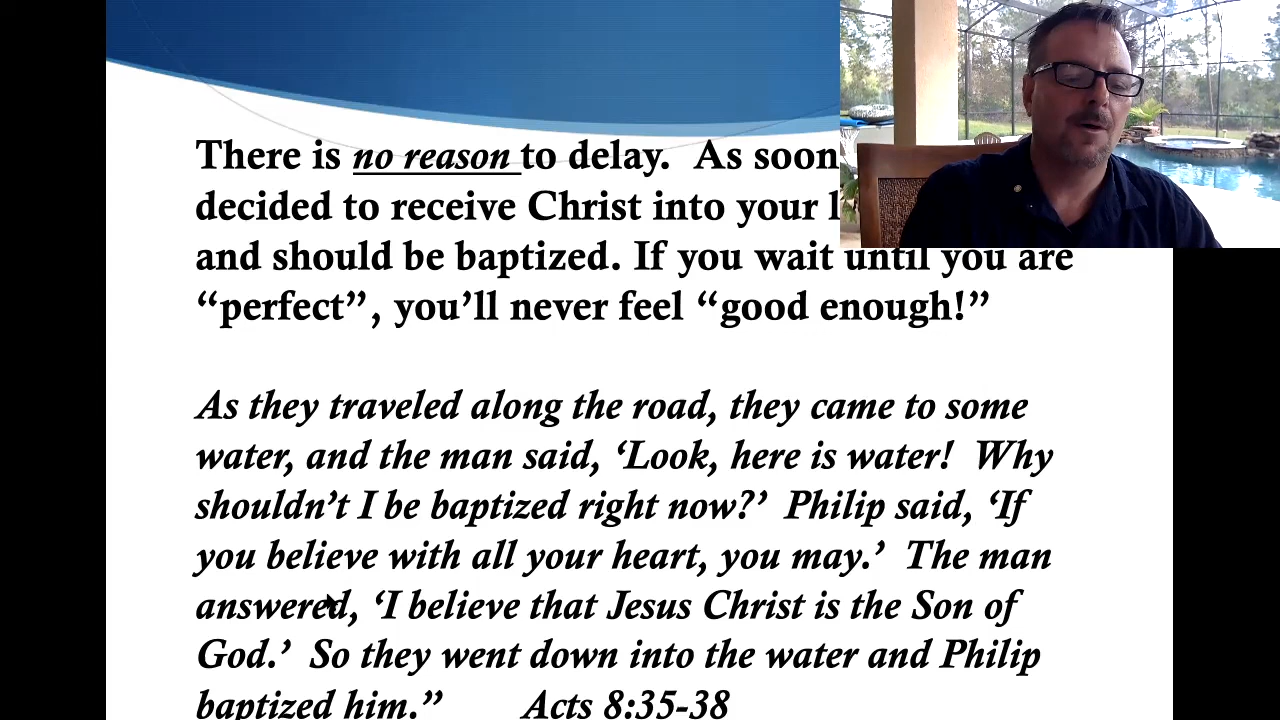 There is no reason to delay.  As soon
decided to receive Christ into your
and should be baptized. If you wait until you are
“perfect”, you’ll never feel “good enough!”
As they traveled along the road, they came to some
water, and the man said, ‘Look, here is water!  Why
shouldn’t I be baptized right now?’  Philip said, ‘If
you believe with all your heart, you may.’  The man
answered, ‘I believe that Jesus Christ is the Son of
God.’  So they went down into the water and Philip
baptized him.”        Acts 8:35-38